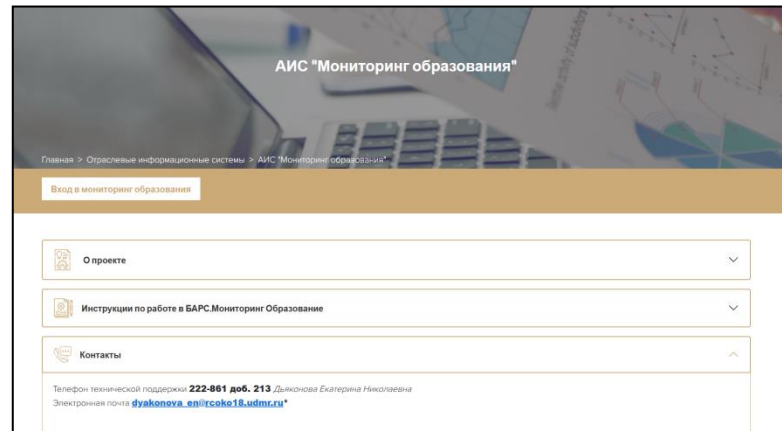 АИС "Мониторинг образования"
Главная > Отраслевые информационные системы > АИС "Мониторинг образования"
Вход в мониторинг образования
О проекте
Инструкции по работе в БАРС.Мониторинг Образование
Контакты
Телефон технической поддержки 222-861 доб. 213 Дьяконова Екатерина Николаевна
Электронная почта dyakonova_en@rcoko18.udmr.ru*